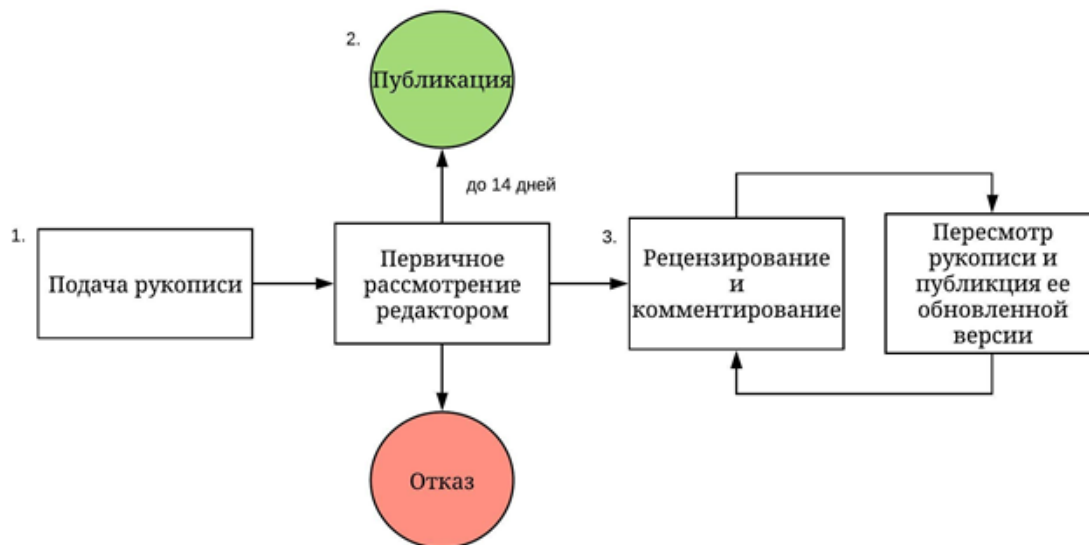 2.
Публикация
до 14 дней
1.
Подача рукописи
Первичное
рассмотрение
редактором
3.
Рецензирование
и
комментирование
Пересмотр
рукописи и
публикция ее
обновленной
версии
Отказ